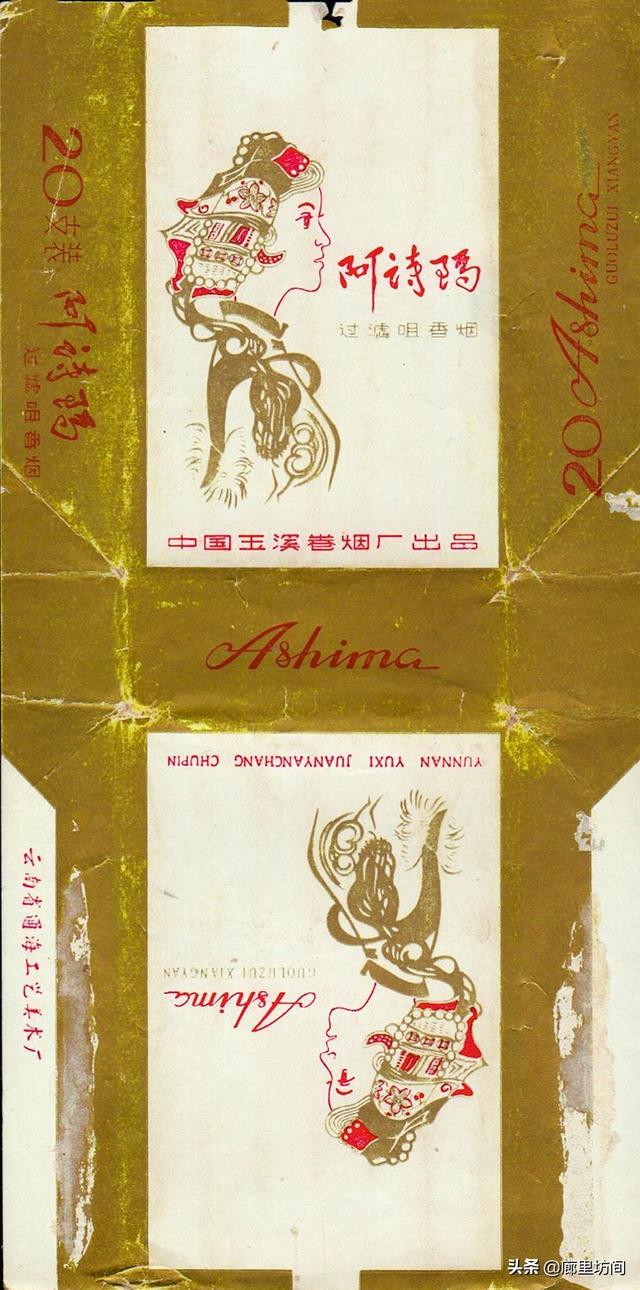 阿诗玛
过滤咀香烟
中国玉溪卷烟厂出品
20支装
阿诗玛
过滤咀香烟
20 Ashima
GUOLUZUI XIANGYAN
Ashima
YUNNAN YUXI JUANYANCHANG CHUPIN
GUOLUZUI XIANGYAN
Ashima
云南省通海工艺美术厂
头条 @廊里坊间